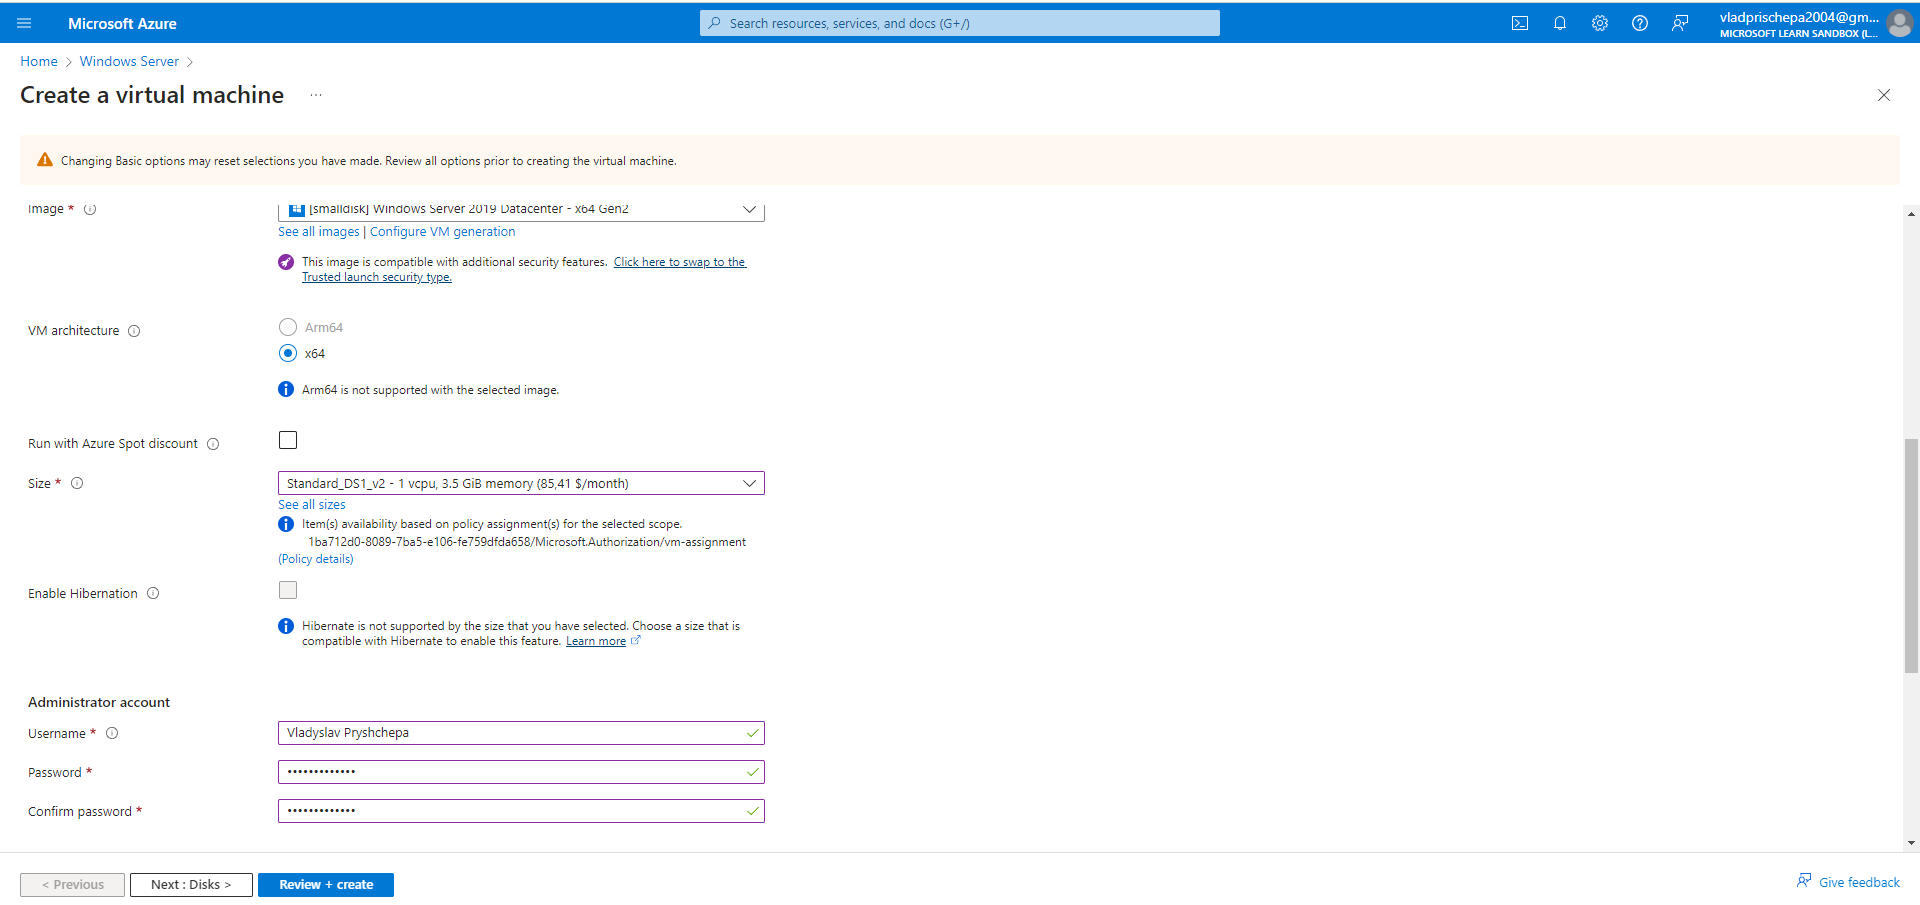 Microsoft Azure
Search resources, services, and docs (G+/)
vladprischepa2004@gm...
MICROSOFT LEARN SANDBOX (L...
Home > Windows Server >
Create a virtual machine ...
Changing Basic options may reset selections you have made. Review all options prior to creating the virtual machine.
Image *
[smalldisk] Windows Server 2019 Datacenter - x64 Gen2
See all images | Configure VM generation
This image is compatible with additional security features. Click here to swap to the
Trusted launch security type.
VM architecture
Arm64
x64
Arm64 is not supported with the selected image.
Run with Azure Spot discount
Size *
Standard_DS1_v2 - 1 vcpu, 3.5 GiB memory (85,41 $/month)
See all sizes
Item(s) availability based on policy assignment(s) for the selected scope.
1ba712d0-8089-7ba5-e106-fe759dfda658/Microsoft.Authorization/vm-assignment
(Policy details)
Enable Hibernation
Hibernate is not supported by the size that you have selected. Choose a size that is
compatible with Hibernate to enable this feature. Learn more
Administrator account
Username *
Vladyslav Pryshchepa
Password *
•••••••••••••
Confirm password *
•••••••••••••
< Previous
Next : Disks >
Review + create
Give feedback